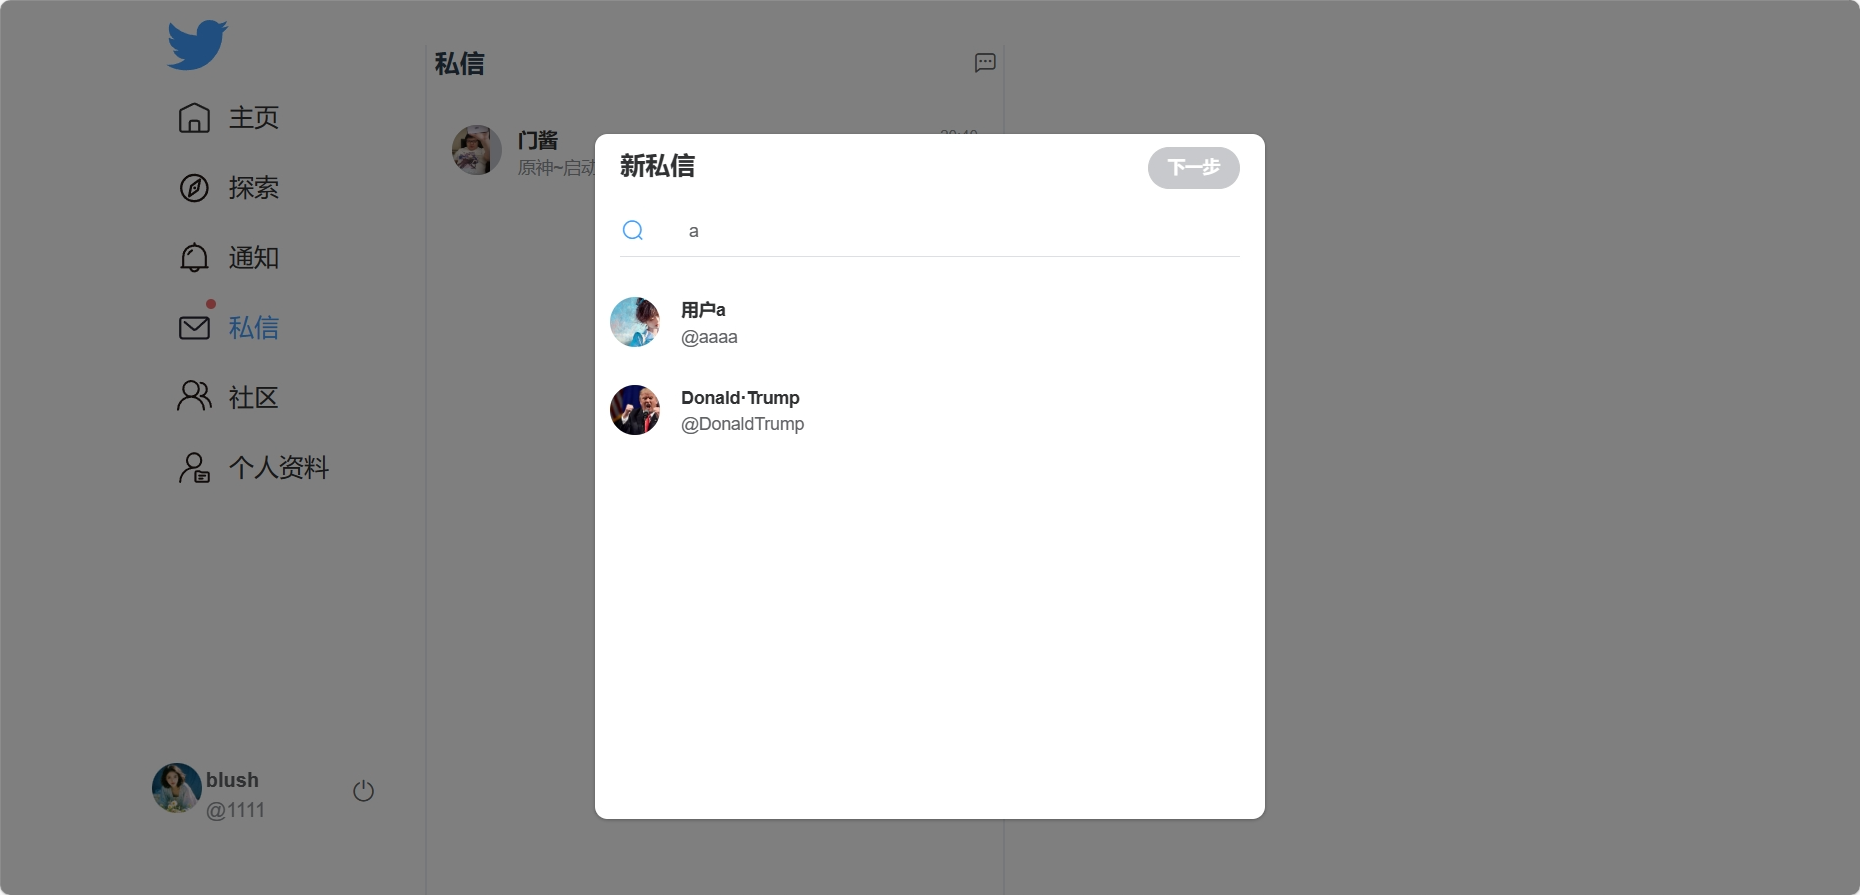 主页
探索
通知
私信
社区
个人资料
blush
@1111
私信
门酱
原神~启动
新私信
下一步
a
用户a
@aaaa
Donald·Trump
@DonaldTrump